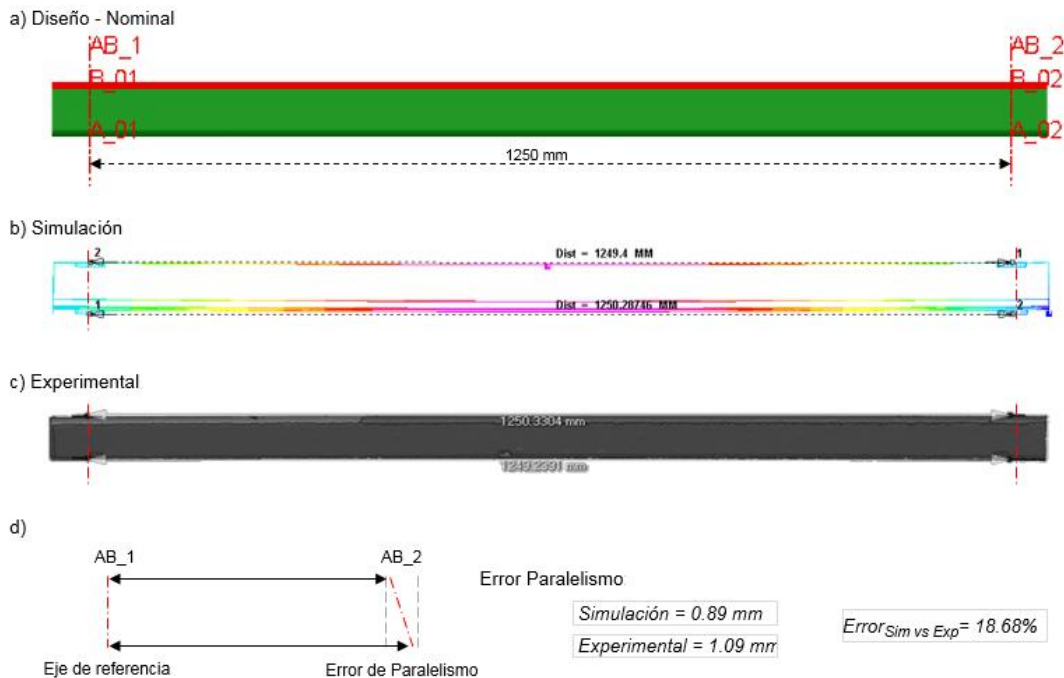 a) Diseño - Nominal
AB_1 AB_2
B_01 B_02
A_01 A_02
1250 mm
b) Simulación
2 Dist = 1249.4 MM 1
1 Dist = 1250.28746 MM 2
c) Experimental
1250.3304 mm
1249.2391 mm
d)
AB_1 AB_2
Error Paralelismo
Simulación = 0.89 mm
Experimental = 1.09 mm
Error Sim vs Exp = 18.68%
Eje de referencia Error de Paralelismo